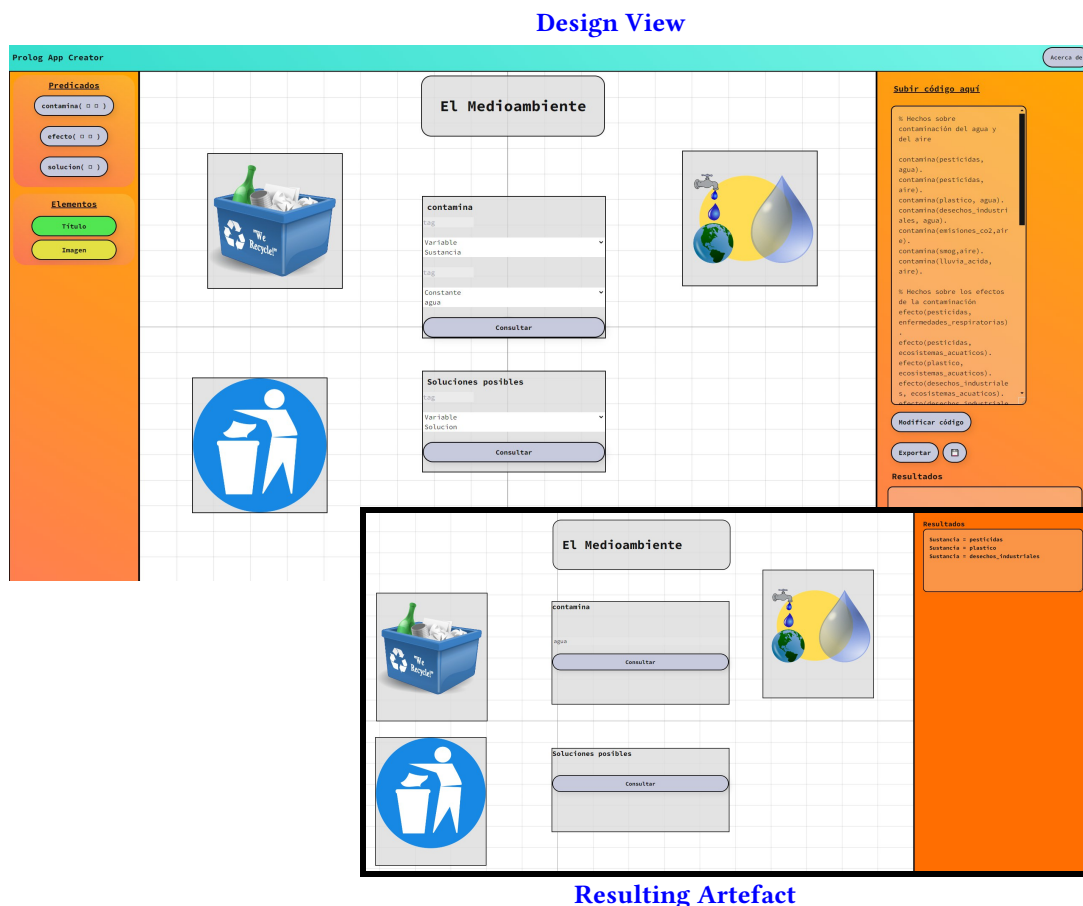 Design View
Prolog App Creator
Acerca de
Predicados
contamina( □ □ )
efecto( □ □ )
solucion( □ )
Elementos
Título
Imagen
El Medioambiente
"We
Recycle!"
contamina
tag
Variable
Sustancia
tag
Constante
agua
Consultar
Soluciones posibles
tag
Variable
Solucion
Consultar
Subir código aquí
% Hechos sobre
contaminación del agua y
del aire
contamina(pesticidas,
agua).
contamina(pesticidas,
aire).
contamina(plastico, agua).
contamina(desechos_industri
ales, agua).
contamina(emisiones_co2,air
e).
contamina(smog,aire).
contamina(lluvia_acida,
aire).
% Hechos sobre los efectos
de la contaminación
efecto(pesticidas,
enfermedades_respiratorias)
.
efecto(pesticidas,
ecosistemas_acuaticos).
efecto(plastico,
ecosistemas_acuaticos).
efecto(desechos_industriale
s, ecosistemas_acuaticos).
efecto(desechos_industriale
Modificar código
Exportar
Resultados
El Medioambiente
"We
Recycle!"
contamina
agua
Consultar
Soluciones posibles
Consultar
Resultados
Sustancia = pesticidas
Sustancia = plastico
Sustancia = desechos_industriales
Resulting Artefact